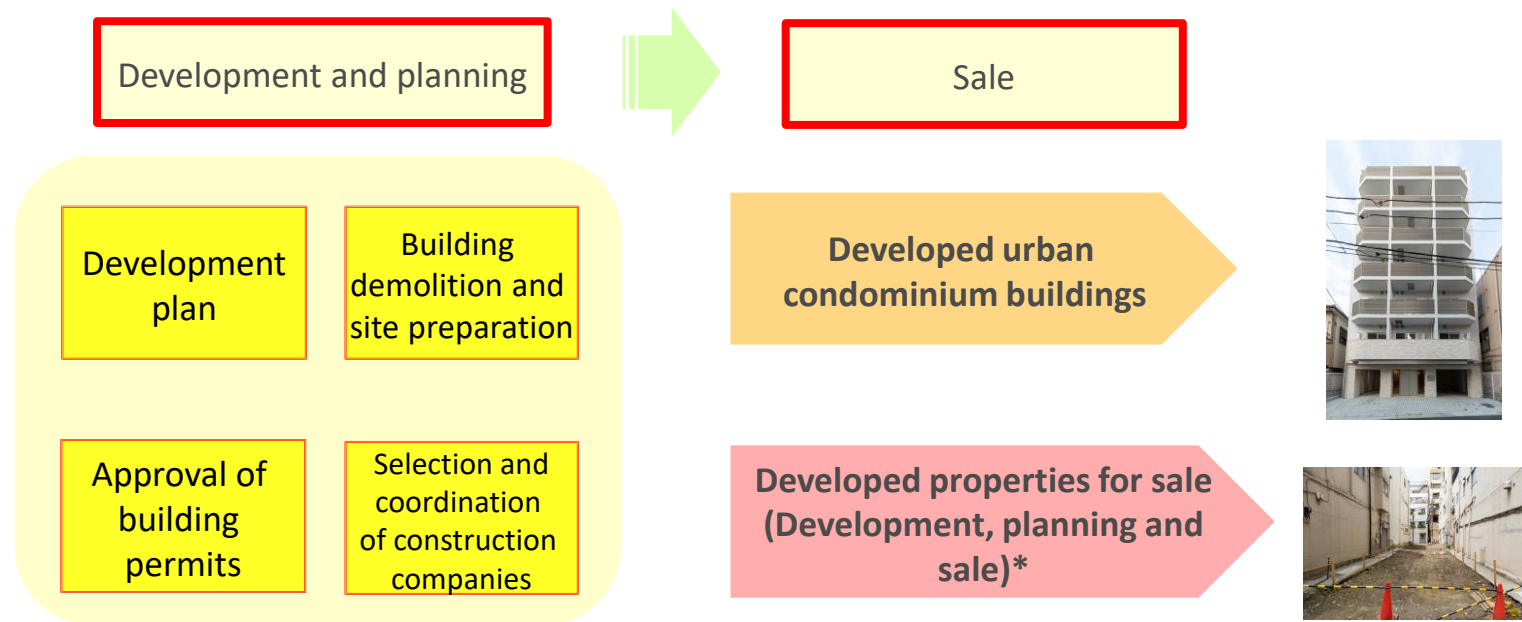 Development and planning
Sale
Development
plan
Building
demolition and
site preparation
Approval of
building
permits
Selection and
coordination
of construction
companies
Developed urban
condominium buildings
Developed properties for sale
(Development, planning and
sale)*